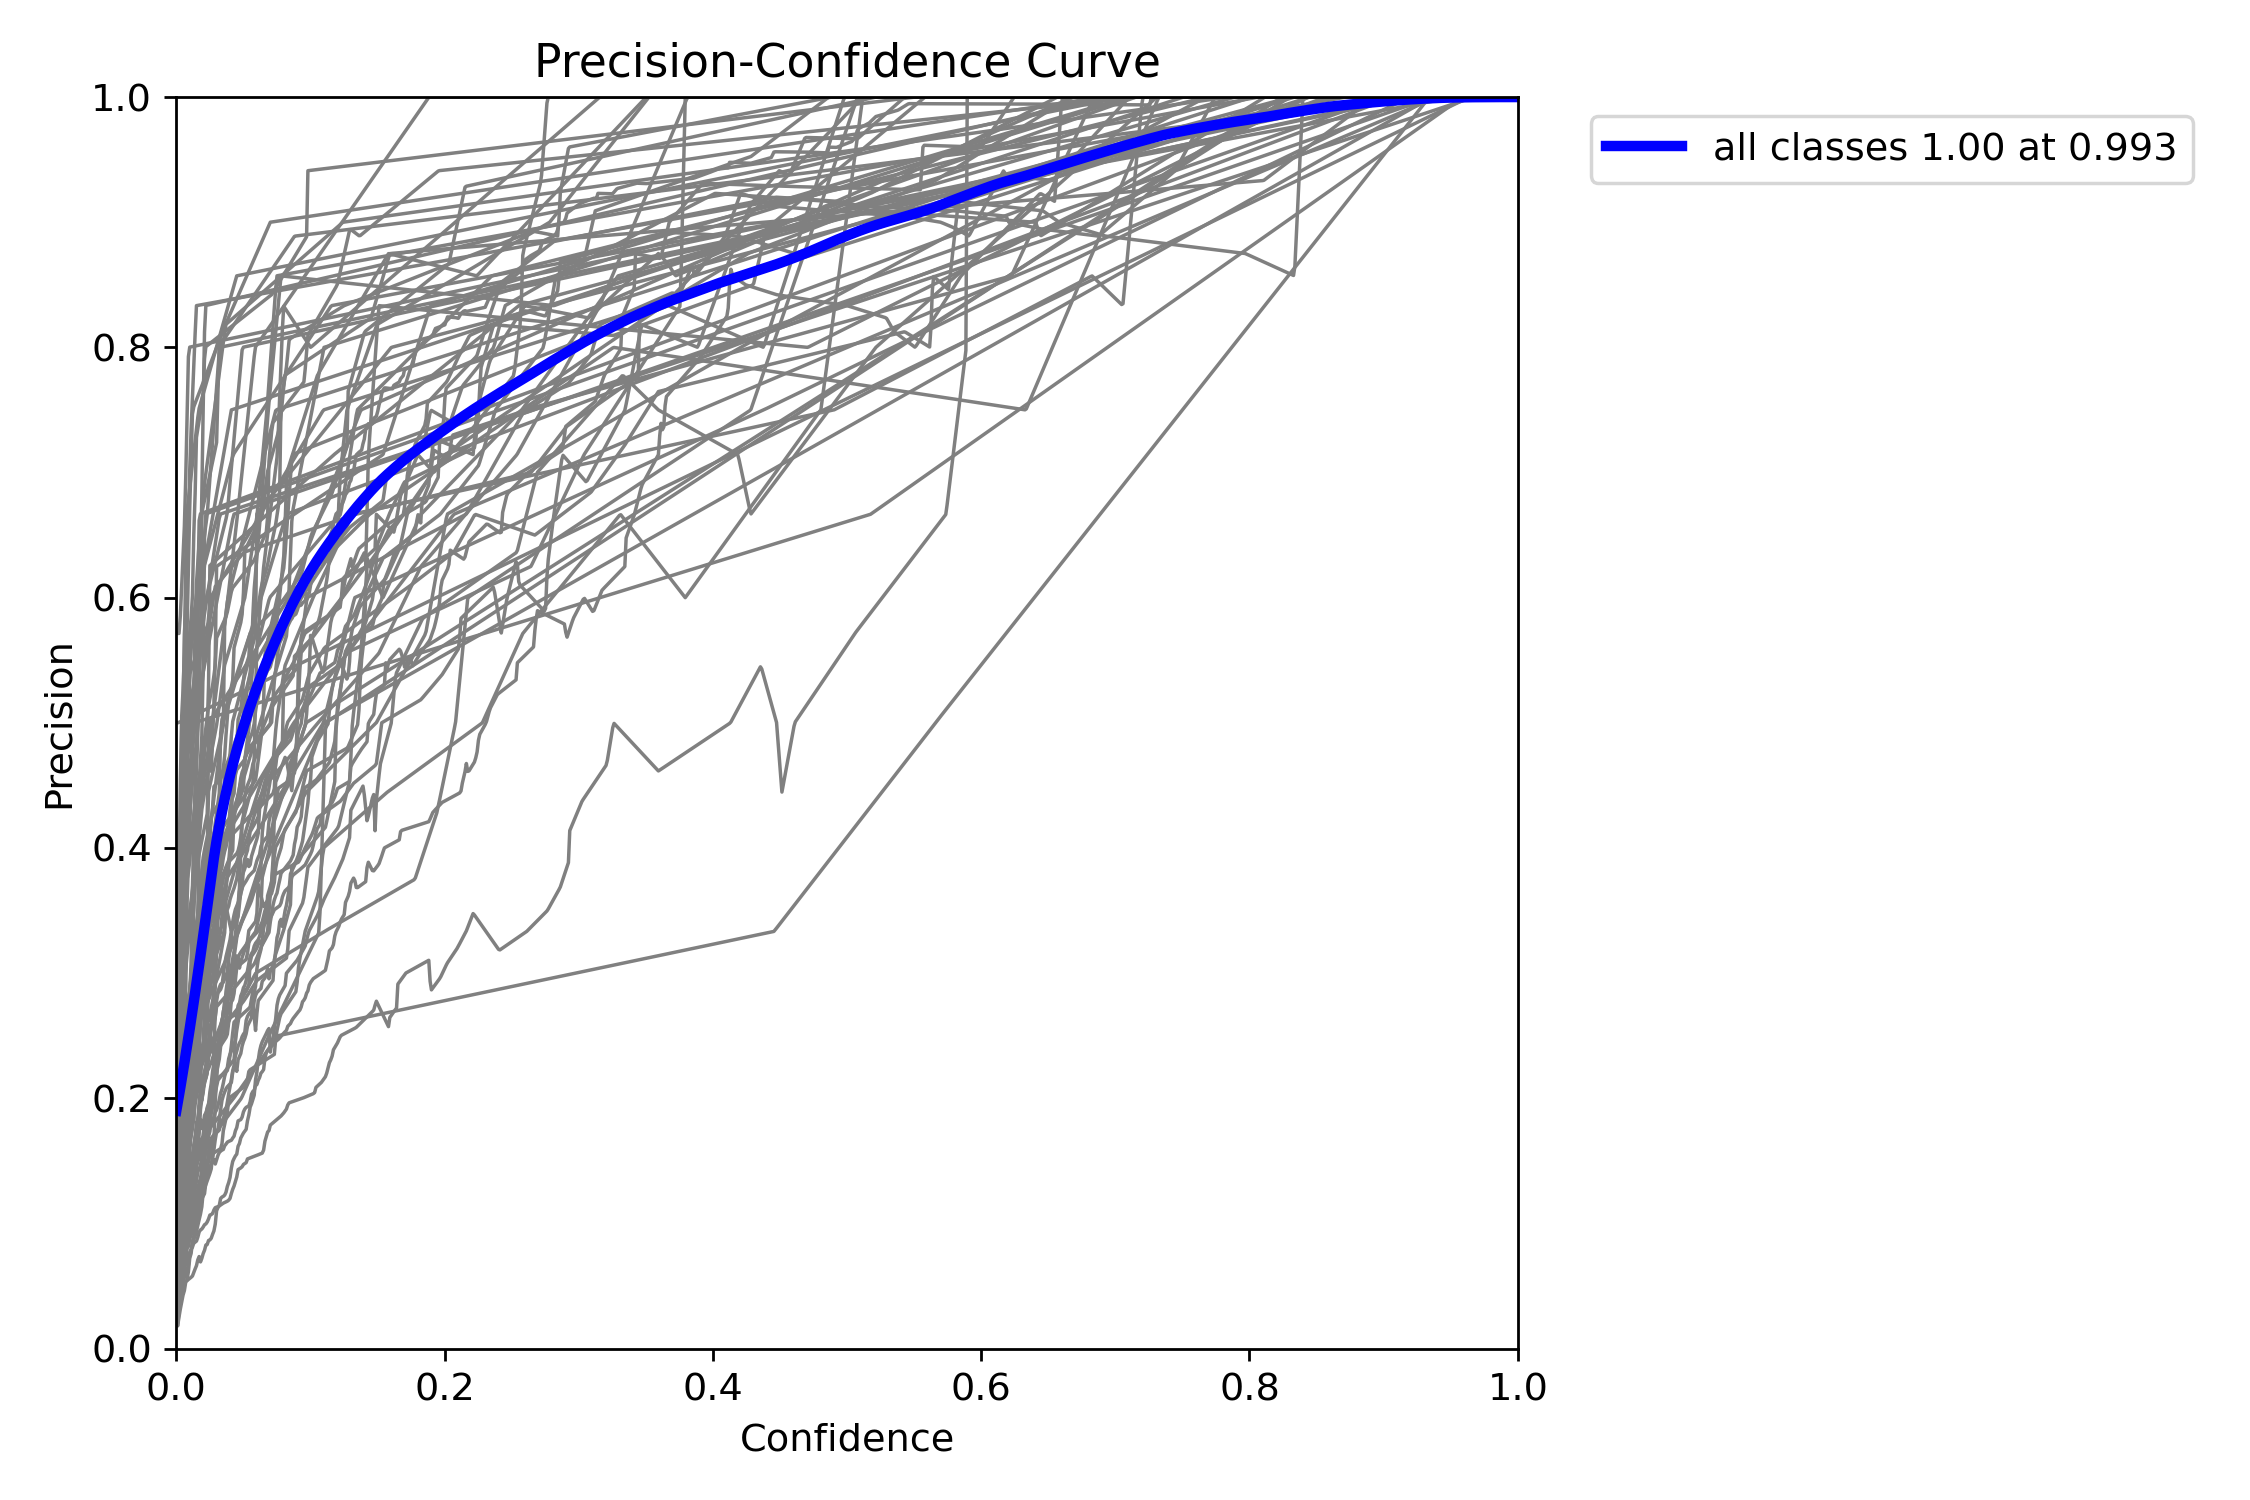 Precision-Confidence Curve
1.0
0.8
0.6
0.4
0.2
0.0
Precision
0.0 0.2 0.4 0.6 0.8 1.0
Confidence
all classes 1.00 at 0.993